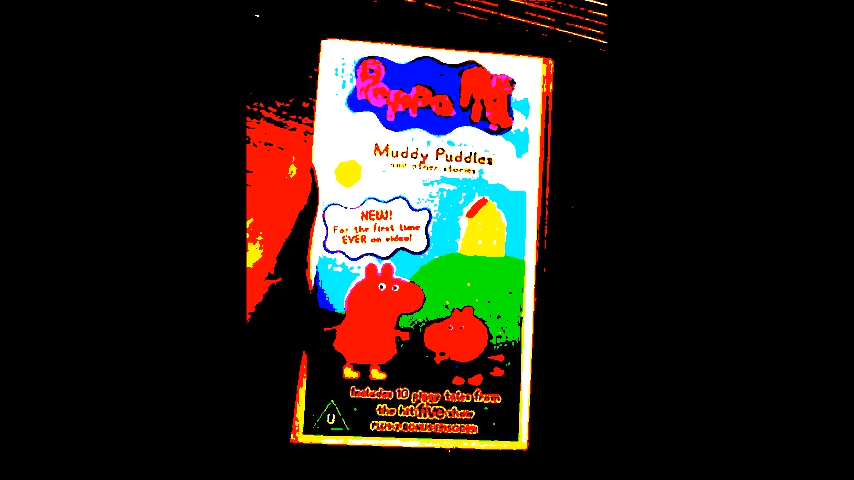 Peppa Pig
Muddy Puddles
and other stories
NEW!
For the first time
EVER on video!
Includes 10 piggy tales from
the hit five show
U